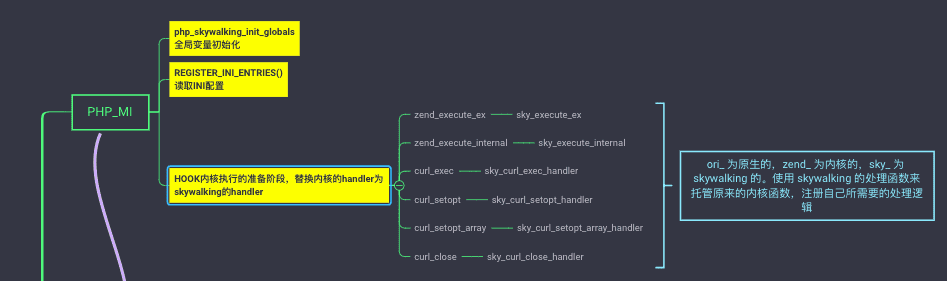 php_skywalking_init_globals
全局变量初始化
REGISTER_INI_ENTRIES()
读取INI配置
PHP_MI
HOOK内核执行的准备阶段，替换内核的handler为
skywalking的handler
zend_execute_ex
sky_execute_ex
zend_execute_internal
sky_execute_internal
curl_exec
sky_curl_exec_handler
curl_setopt
sky_curl_setopt_handler
curl_setopt_array
sky_curl_setopt_array_handler
curl_close
sky_curl_close_handler
ori_ 为原生的，zend_ 为内核的，sky_ 为
skywalking 的。使用 skywalking 的处理函数来
托管原来的内核函数，注册自己所需要的处理逻
辑